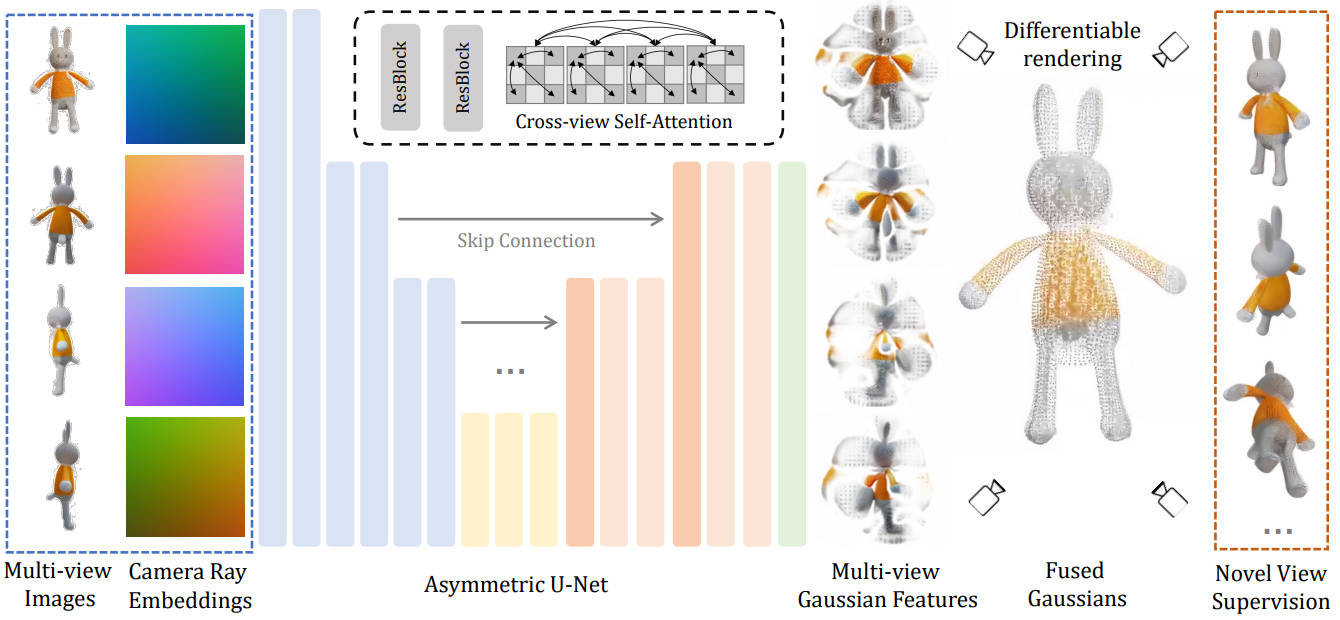 ResBlock
ResBlock
Cross-view Self-Attention
Differentiable
rendering
Skip Connection
...
...
Multi-view
Images
Camera Ray
Embeddings
Asymmetric U-Net
Multi-view
Gaussian Features
Fused
Gaussians
Novel View
Supervision